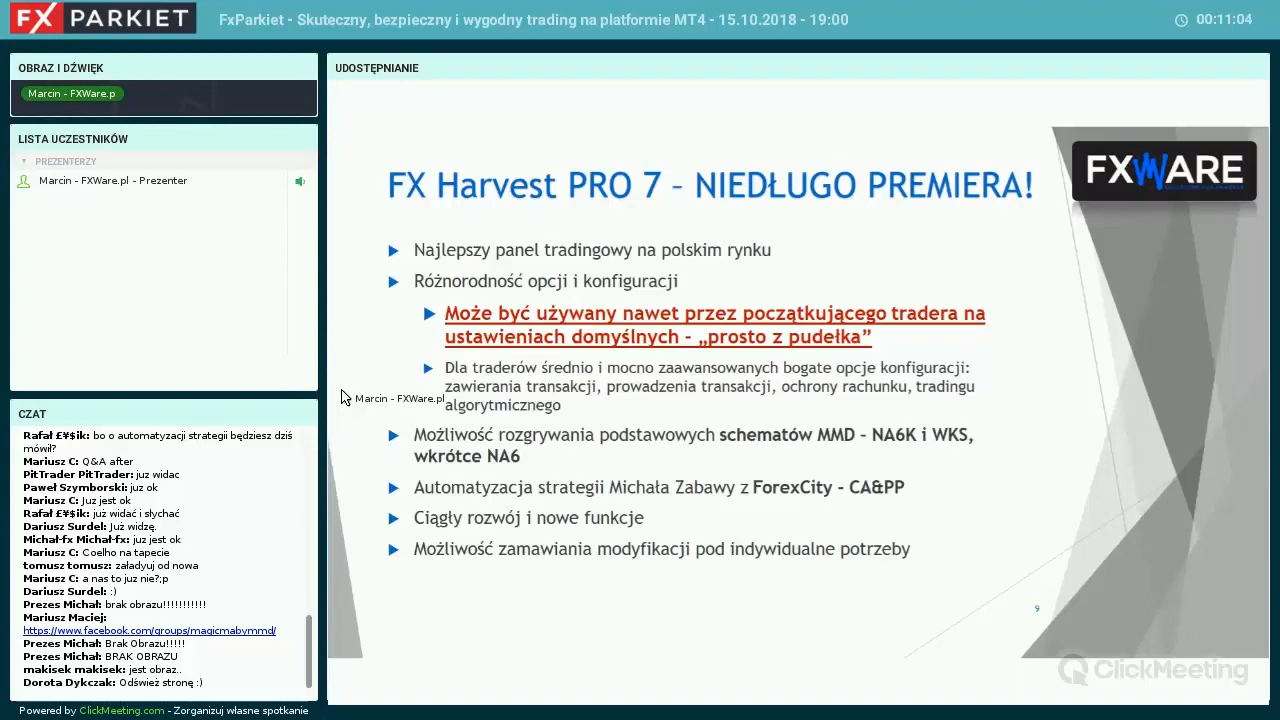 FX PARKIET
FxParkiet - Skuteczny, bezpieczny i wygodny trading na platformie MT4 - 15.10.2018 - 19:00
00:11:04
OBRAZ I DŹWIĘK
Marcin - FXWare.p
LISTA UCZESTNIKÓW
PREZENTERZY
Marcin - FXWare.pl - Prezenter
CZAT
Rafał £¥$ik: bo o automatyzacji strategii będziesz dziś
mówił?
Mariusz C: Q&A after
PitTrader PitTrader: juz widac
Paweł Szymborski: juz ok
Mariusz C: Juz jest ok
Rafał £¥$ik: już widać i słychać
Dariusz Surdel: Już widzę.
Michał-fx Michał-fx: juz jest ok
Mariusz C: Coelho na tapecie
tomusz tomusz: załadyuj od nowa
Mariusz C: a nas to juz nie?;p
Dariusz Surdel: :)
Prezes Michał: brak obrazu!!!!!!!!!!!
Mariusz Maciej:
https://www.facebook.com/groups/magicmabymmd/
Prezes Michał: Brak Obrazu!!!!!
Prezes Michał: BRAK OBRAZU
makisek makisek: jest obraz..
Dorota Dykczak: Odśwież stronę :)
Powered by ClickMeeting.com - Zorganizuj własne spotkanie
UDOSTĘPNIANIE
FXWARE
FX Harvest PRO 7 – NIEDŁUGO PREMIERA!
Najlepszy panel tradingowy na polskim rynku
Różnorodność opcji i konfiguracji
Może być używany nawet przez początkującego tradera na
ustawieniach domyślnych - „prosto z pudełka”
Dla traderów średnio i mocno zaawansowanych bogate opcje konfiguracji:
zawierania transakcji, prowadzenia transakcji, ochrony rachunku, tradingu
algorytmicznego
Marcin - FXWare.pl
Możliwość rozgrywania podstawowych schematów MMD – NA6K i WKS,
wkrótce NA6
Automatyzacja strategii Michała Zabawy z ForexCity - CA&PP
Ciągły rozwój i nowe funkcje
Możliwość zamawiania modyfikacji pod indywidualne potrzeby
9
ClickMeeting